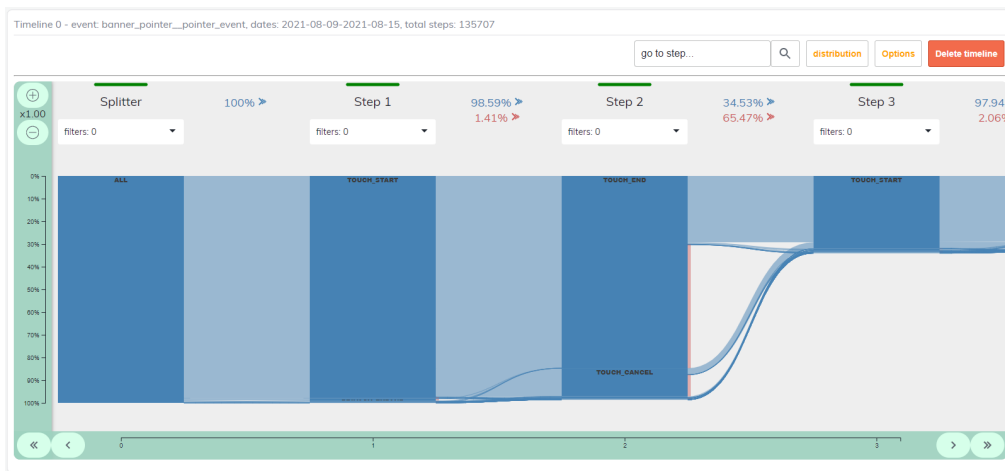 Timeline 0 - event: banner_pointer__pointer_event, dates: 2021-08-09-2021-08-15, total steps: 135707
go to step...
distribution
Options
Delete timeline
x1.00
Splitter
100%
Step 1
98.59%
1.41%
Step 2
34.53%
65.47%
Step 3
97.94
2.06%
filters: 0
filters: 0
filters: 0
filters: 0
ALL
TOUCH_START
TOUCH_END
TOUCH_START
0%
10%
20%
30%
40%
50%
60%
70%
80%
90%
100%
TOUCH_CANCEL
0
1
2
3